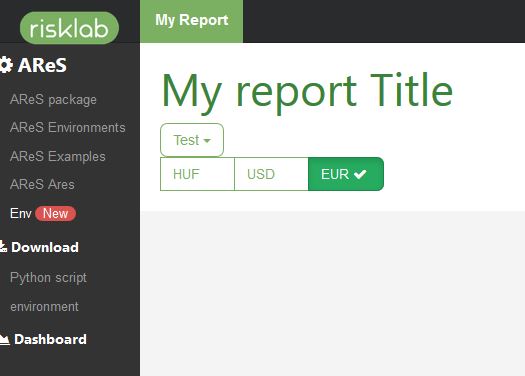 risklab
My Report
AReS
AReS package
AReS Environments
AReS Examples
AReS Ares
Env New
Download
Python script
environment
Dashboard
My report Title
Test
HUF USD EUR